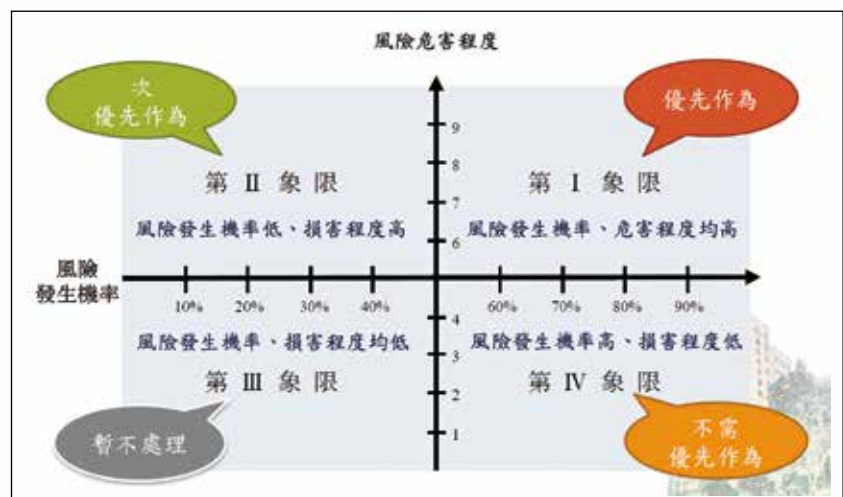 風險危害程度
次
優先作為
優先作為
9
8
第 II 象 限
第 I 象 限
7
風險發生機率低、損害程度高
風險發生機率、危害程度均高
6
風險
發生機率
10% 20% 30% 40% 60% 70% 80% 90%
4
風險發生機率、損害程度均低
風險發生機率高、損害程度低
3
第 III 象 限
第 IV 象 限
2
暫不處理
不需
優先作為
1